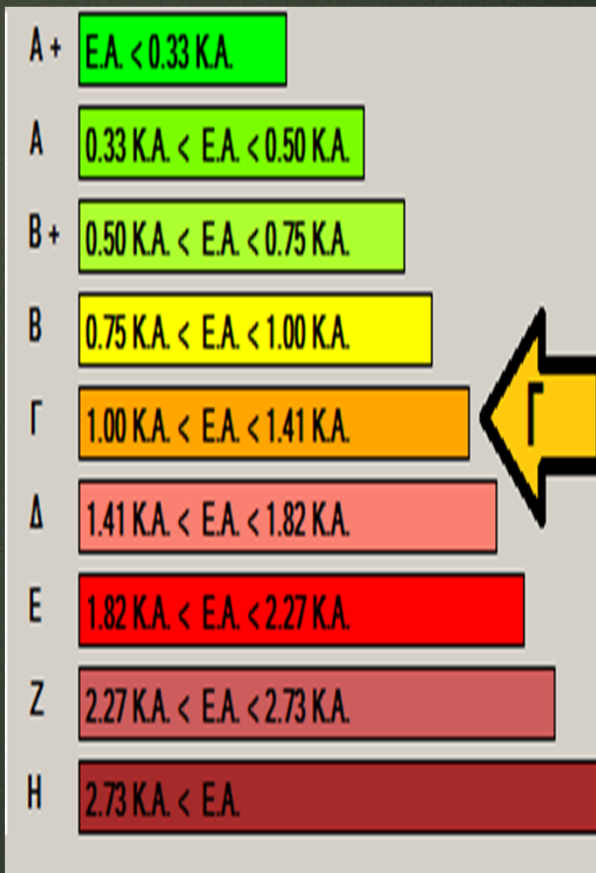 Α+ Ε.Α. < 0.33 Κ.Α.
Α 0.33 Κ.Α. < Ε.Α. < 0.50 Κ.Α.
Β+ 0.50 Κ.Α. < Ε.Α. < 0.75 Κ.Α.
Β 0.75 Κ.Α. < Ε.Α. < 1.00 Κ.Α.
Γ 1.00 Κ.Α. < Ε.Α. < 1.41 Κ.Α. Γ
Δ 1.41 Κ.Α. < Ε.Α. < 1.82 Κ.Α.
Ε 1.82 Κ.Α. < Ε.Α. < 2.27 Κ.Α.
Ζ 2.27 Κ.Α. < Ε.Α. < 2.73 Κ.Α.
Η 2.73 Κ.Α. < Ε.Α.